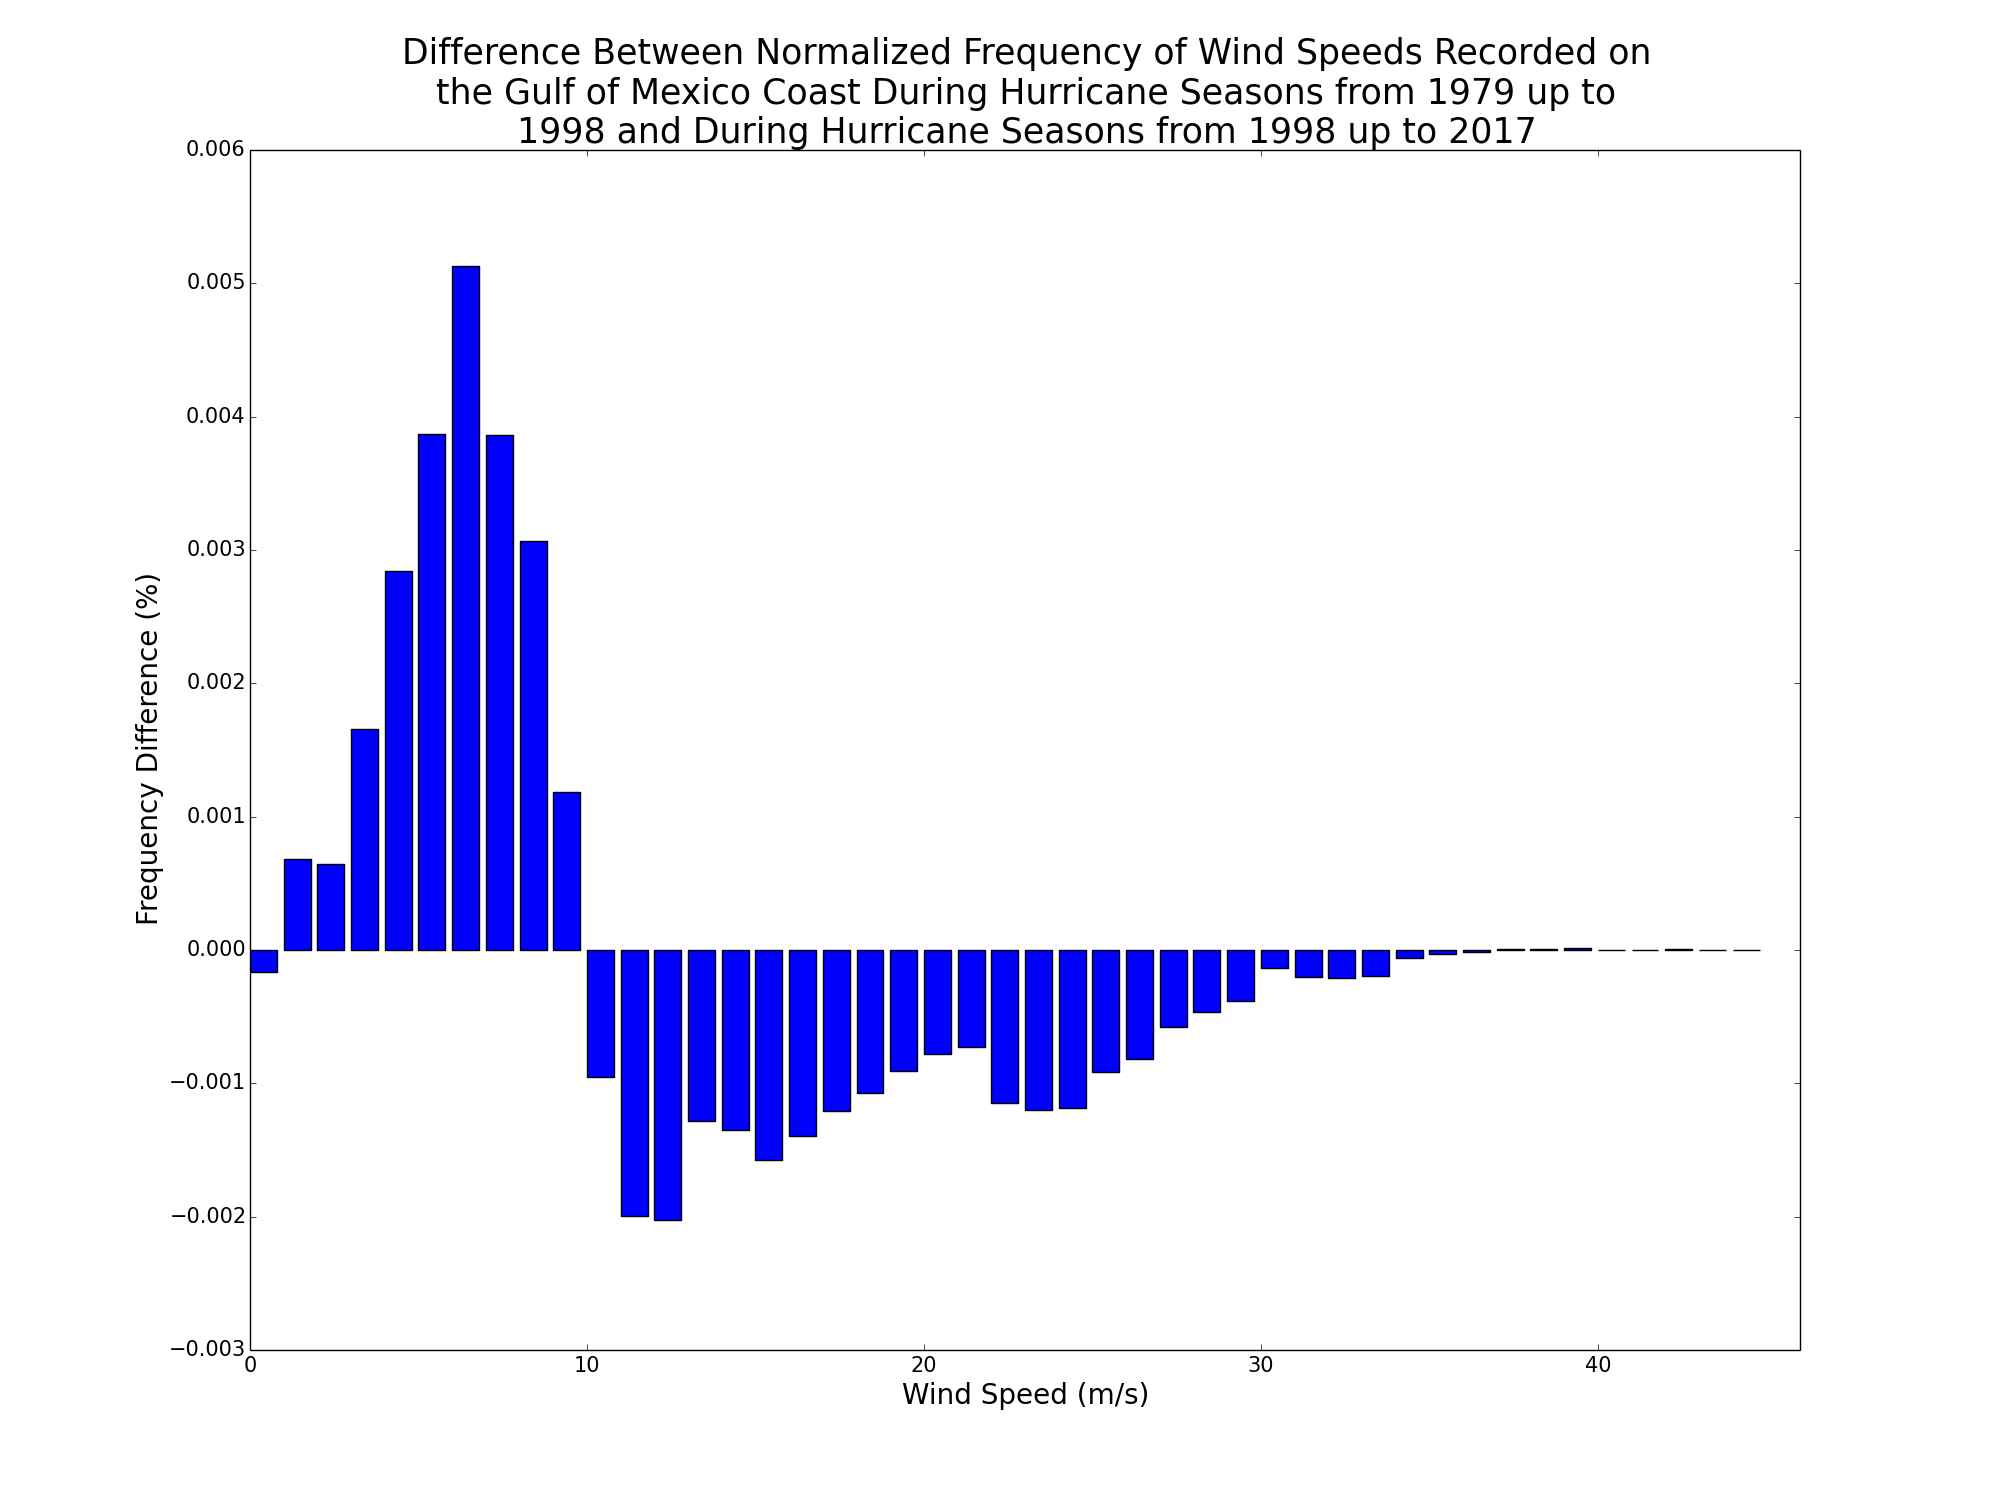 Difference Between Normalized Frequency of Wind Speeds Recorded on
the Gulf of Mexico Coast During Hurricane Seasons from 1979 up to
1998 and During Hurricane Seasons from 1998 up to 2017
0.006
0.005
0.004
0.003
0.002
0.001
0.000
−0.001
−0.002
−0.003
Frequency Difference (%)
0 10 20 30 40
Wind Speed (m/s)